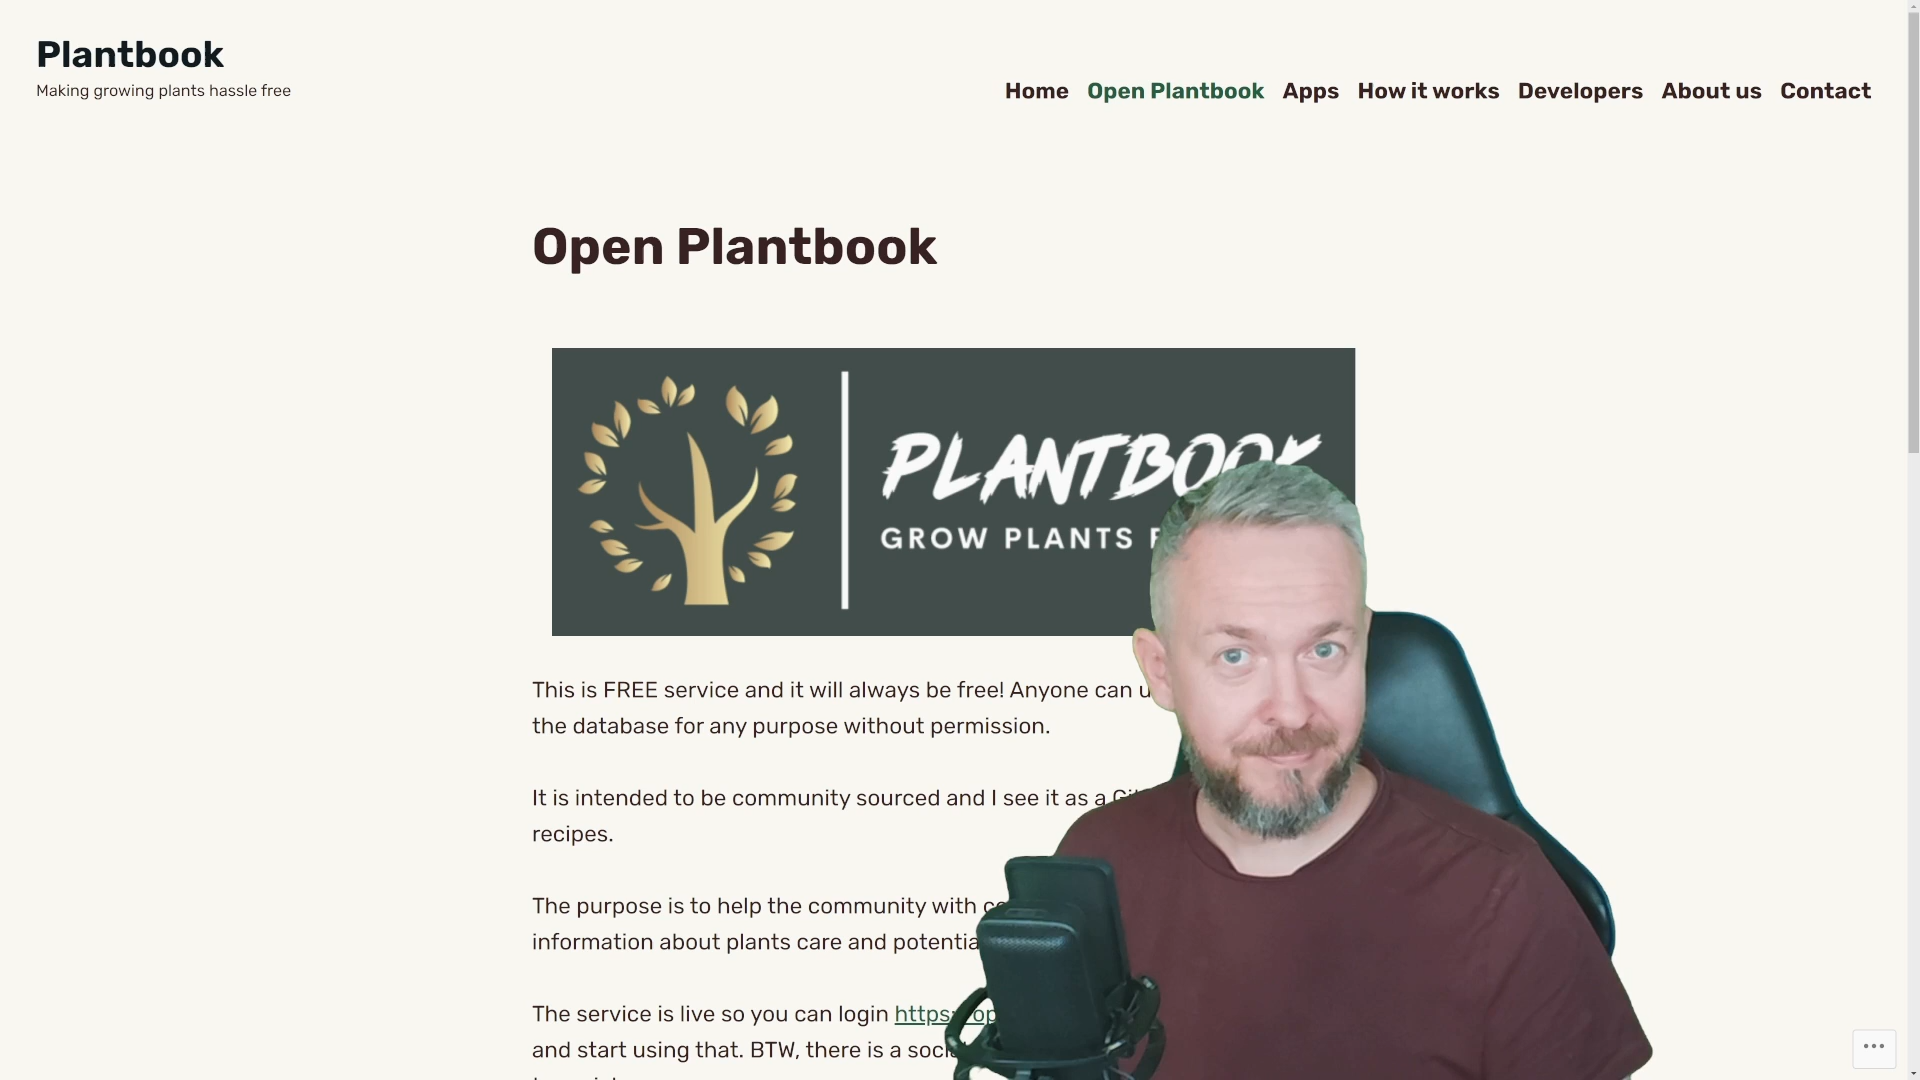 Plantbook
Making growing plants hassle free
Home Open Plantbook Apps How it works Developers About us Contact
Open Plantbook
PLANTBOOK
GROW PLANTS
This is FREE service and it will always be free! Anyone can
the database for any purpose without permission.
It is intended to be community sourced and I see it as a
recipes.
The purpose is to help the community with
information about plants care and
The service is live so you can login
and start using that. BTW, there is a